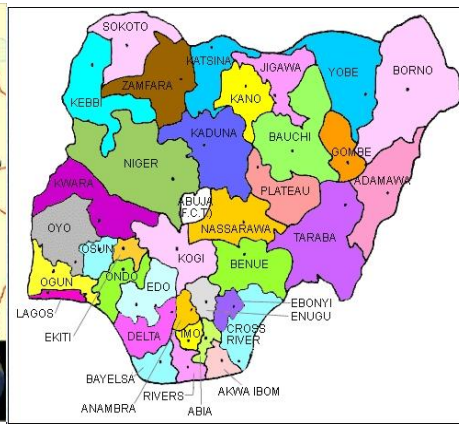 SOKOTO
KATSINA
JIGAWA
YOBE
BORNO
ZAMFARA
KEBBI
KANO
KADUNA
BAUCHI
GOMBE
NIGER
ADAMAWA
KWARA
ABUJA
(F.C.T)
PLATEAU
NASSARAWA
TARABA
OYO
OSUN
KOGI
BENUE
ONDO
EDO
OGUN
LAGOS
EKITI
EBONYI
ENUGU
CROSS
RIVER
DELTA
IMO
BAYELSA
ANAMBRA
RIVERS
ABIA
AKWA IBOM